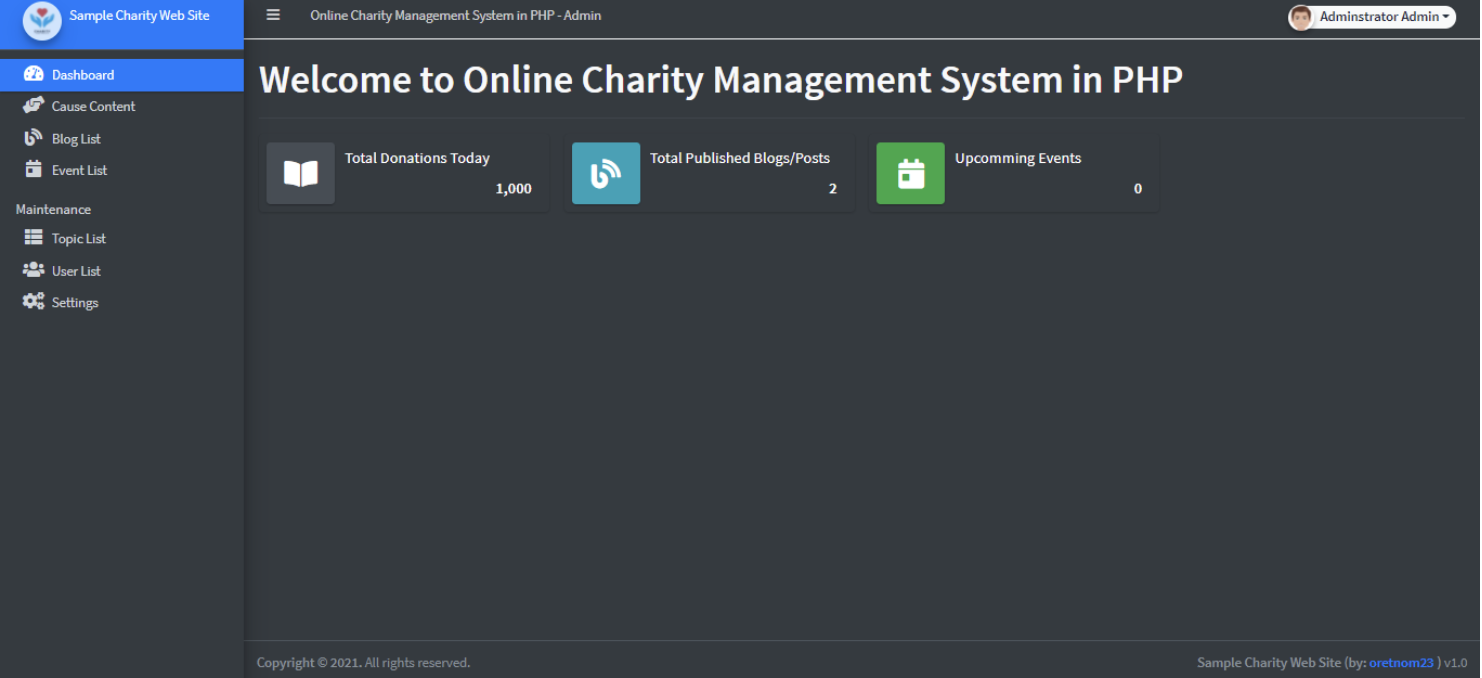 Sample Charity Web Site
Online Charity Management System in PHP - Admin
Adminstrator Admin
Dashboard
Cause Content
Blog List
Event List
Maintenance
Topic List
User List
Settings
Welcome to Online Charity Management System in PHP
Total Donations Today
1,000
Total Published Blogs/Posts
2
Upcomming Events
0
Copyright © 2021. All rights reserved.
Sample Charity Web Site (by: oretnom23 ) v1.0